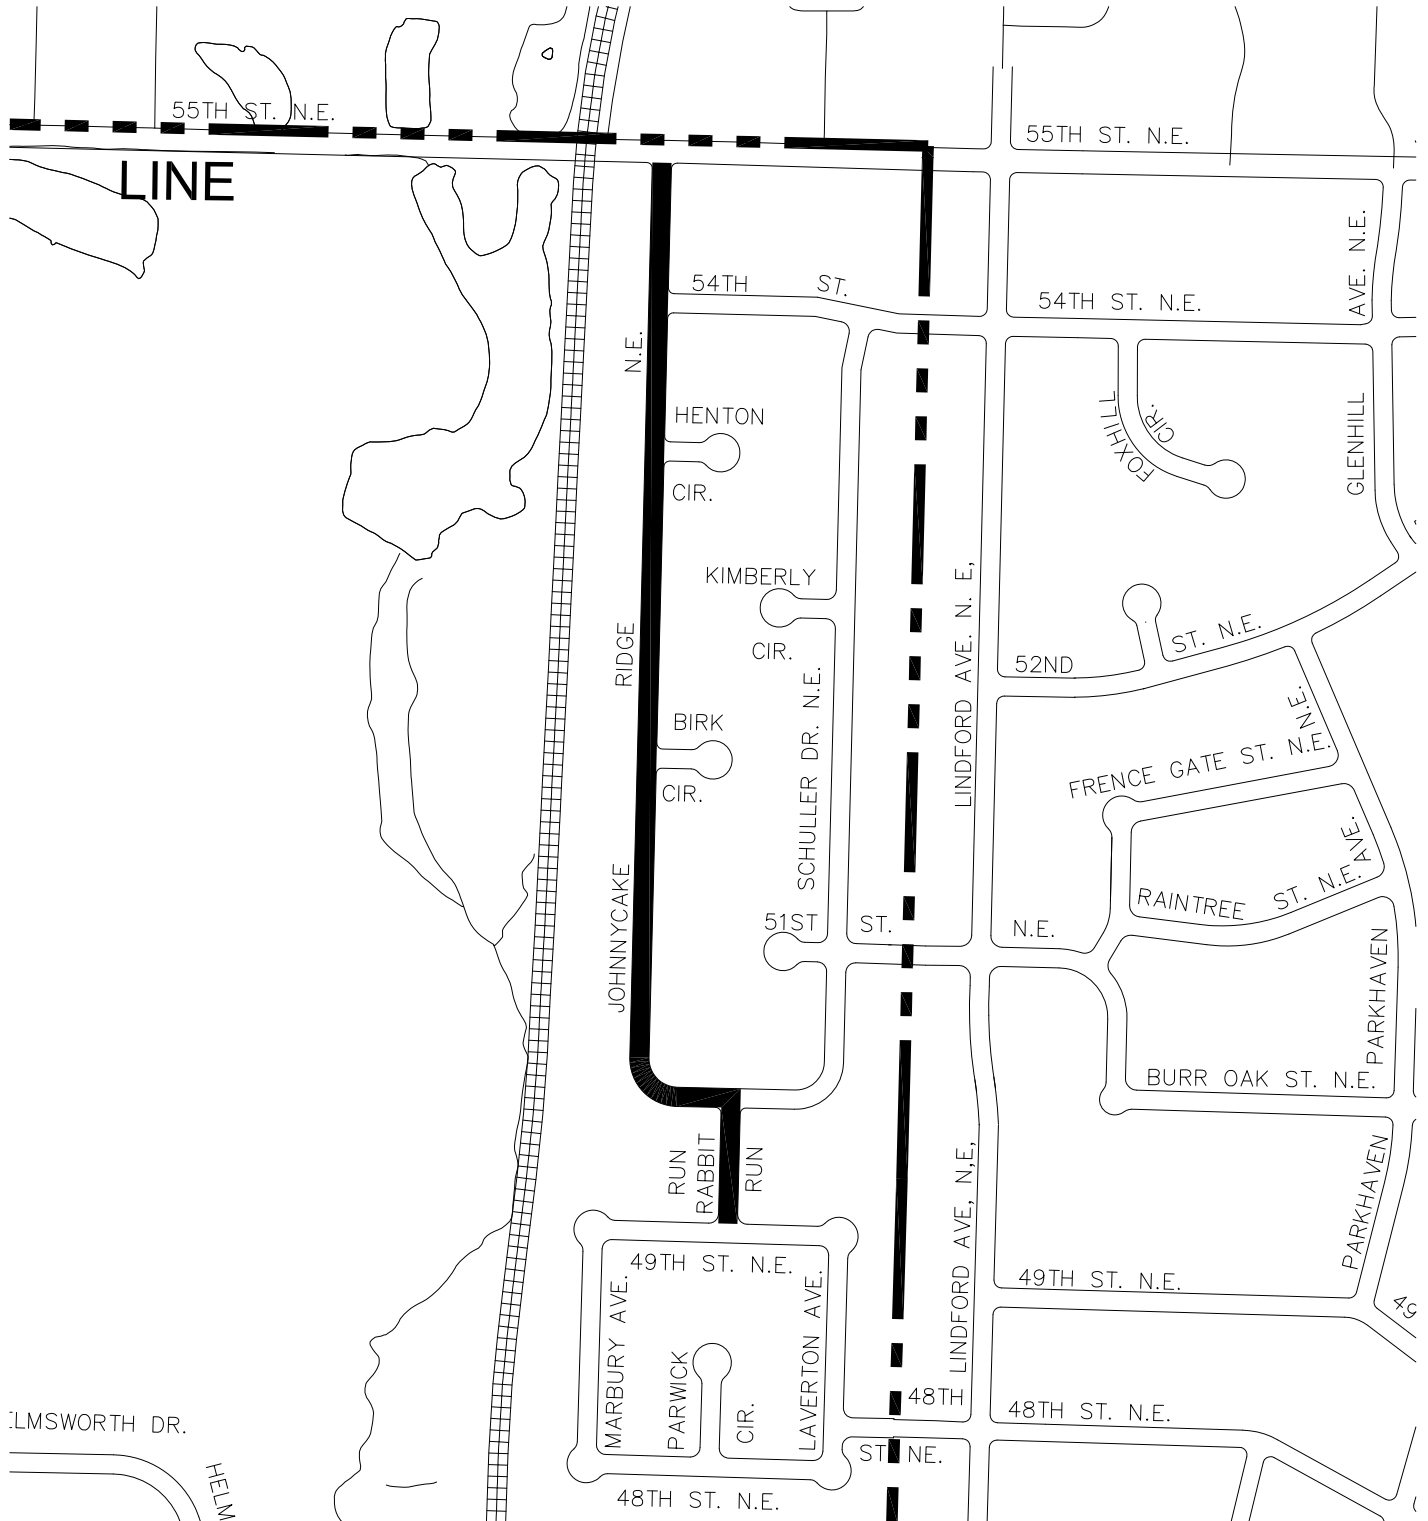 55TH ST. N.E.
55TH ST. N.E.
LINE
AVE. N.E.
54TH ST.
54TH ST. N.E.
N.E.
HENTON
CIR.
FOXHILL
CIR.
GLENHILL
KIMBERLY
CIR.
LINDFORD AVE. N. E,
RIDGE
52ND ST. N.E.
SCHULLER DR. N.E.
BIRK
CIR.
N.E.
FRENCE GATE ST. N.E.
AVE.
JOHNNYCAKE
RAINTREE ST. N.E.
51ST ST. N.E.
PARKHAVEN
BURR OAK ST. N.E.
RUN
RABBIT
RUN
LINDFORD AVE, N,E,
PARKHAVEN
49TH ST. N.E.
49TH ST. N.E.
49
MARBURY AVE.
PARWICK
CIR.
LAVERTON AVE.
48TH
ST NE.
48TH ST. N.E.
ELMSWORTH DR.
HELM
48TH ST. N.E.